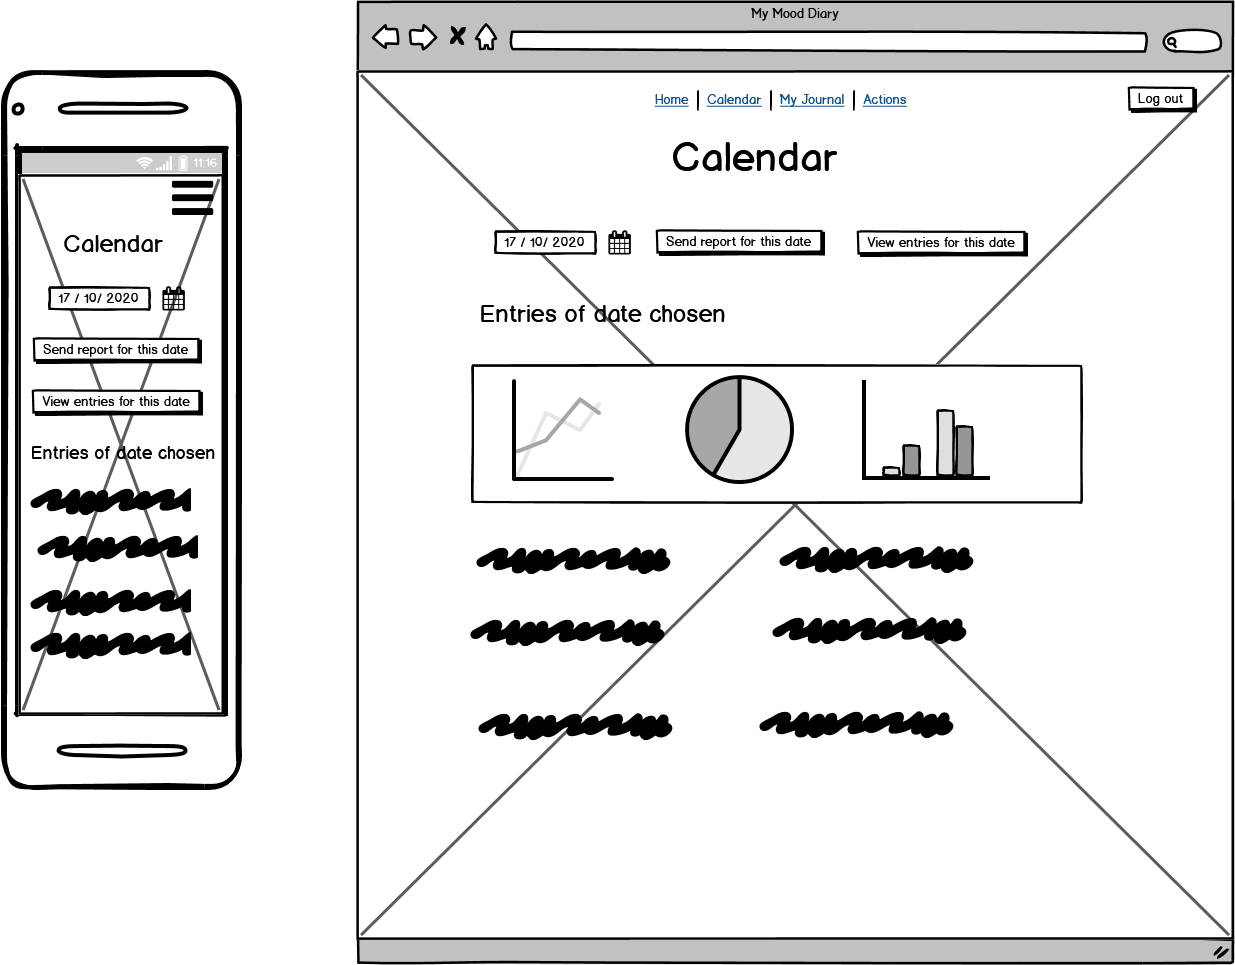 11:16
Calendar
17 / 10/ 2020
Send report for this date
View entries for this date
Entries of date chosen
My Mood Diary
Home | Calendar | My Journal | Actions
Log out
Calendar
17 / 10/ 2020
Send report for this date
View entries for this date
Entries of date chosen